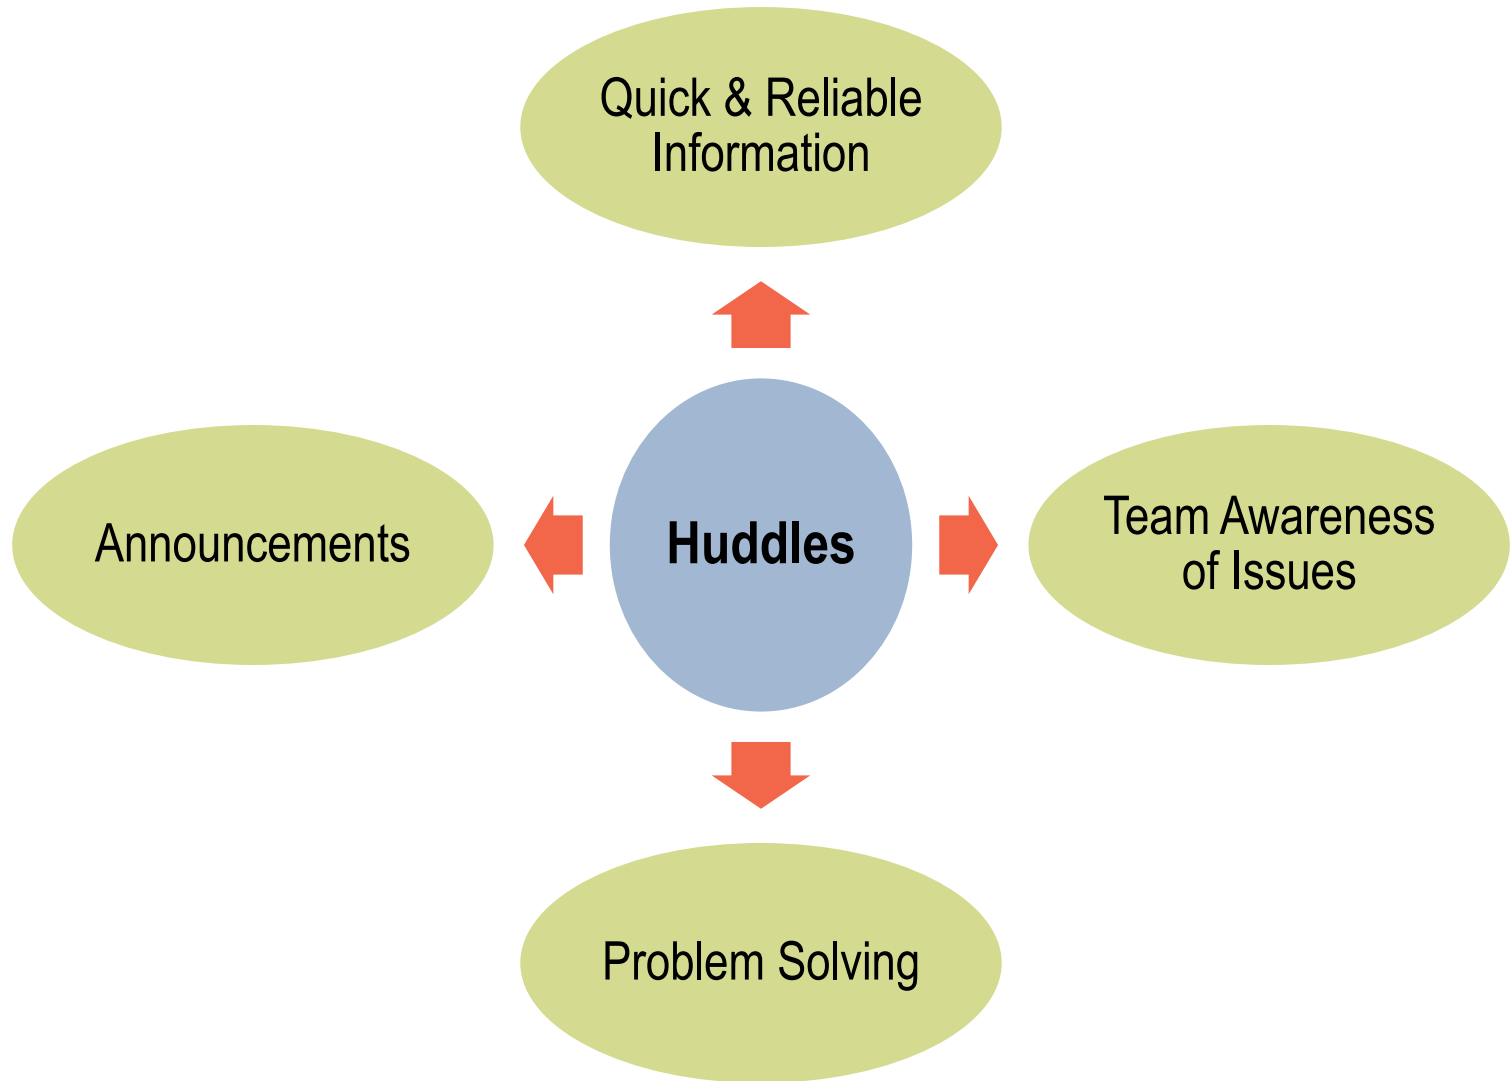 Quick & Reliable
Information
Announcements
Huddles
Team Awareness
of Issues
Problem Solving